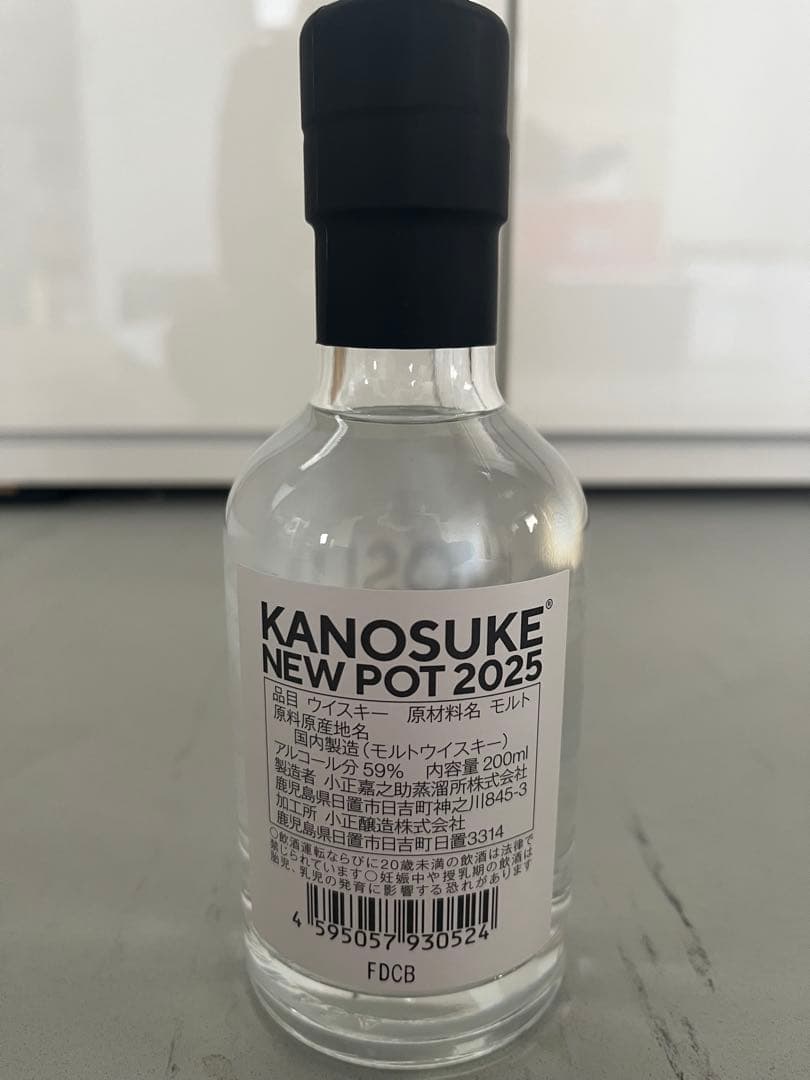 KANOSUKE®
NEW POT 2025
品目 ウイスキー 原材料名 モルト
原料原産地名
国内製造(モルトウイスキー)
アルコール分 59% 内容量 200ml
製造者 小正嘉之助蒸溜所株式会社
鹿児島県日置市日吉町神之川845-3
加工所 小正醸造株式会社
鹿児島県日置市日吉町日置3314
○飲酒運転ならびに20歳未満の飲酒は法律で
禁じられています○妊娠中や授乳期の飲酒は
胎児、乳児の発育に影響する恐れがあります
4 595057 930524
FDCB